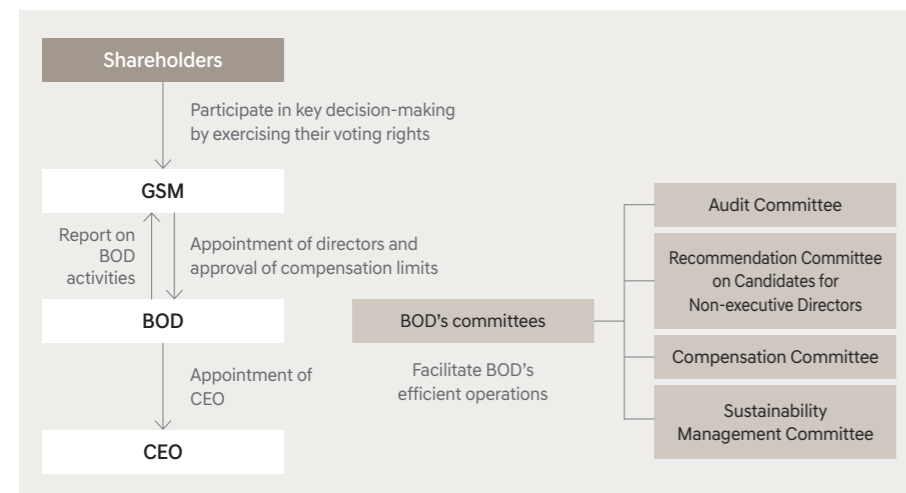 Shareholders
Participate in key decision-making
by exercising their voting rights
GSM
Report on
BOD
activities
Appointment of directors and
approval of compensation limits
BOD
Appointment of
CEO
CEO
BOD's committees
Facilitate BOD's
efficient operations
Audit Committee
Recommendation Committee
on Candidates for
Non-executive Directors
Compensation Committee
Sustainability
Management Committee